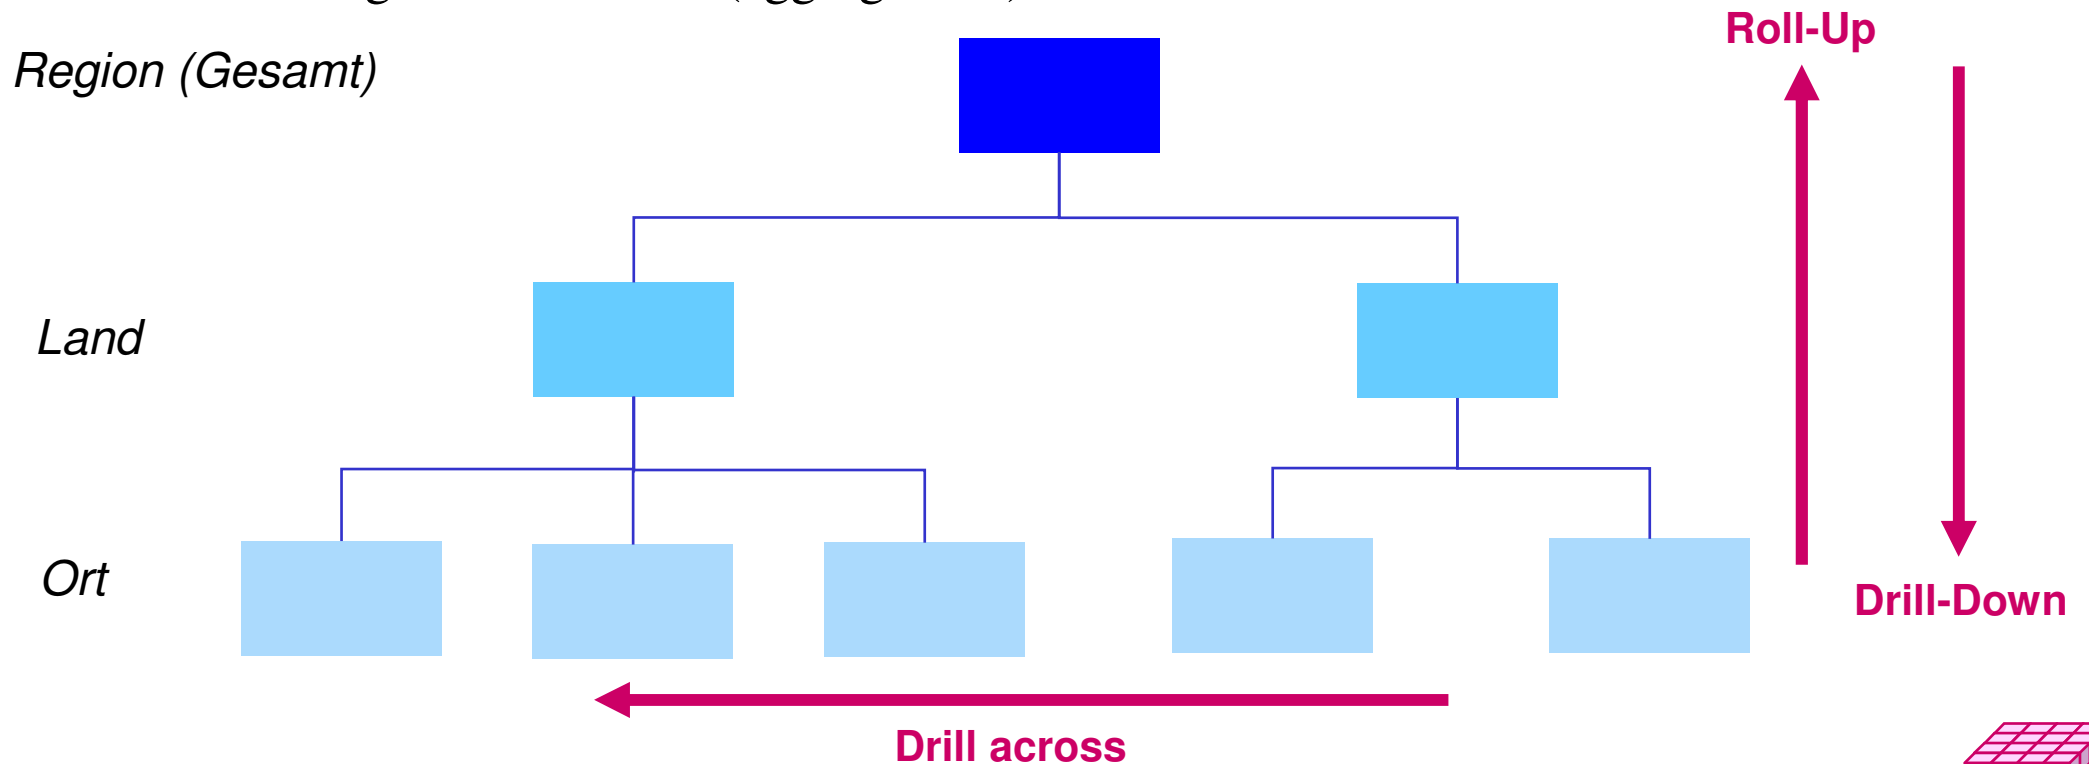 Roll-Up
Region (Gesamt)
Land
Ort
Drill-Down
Drill across